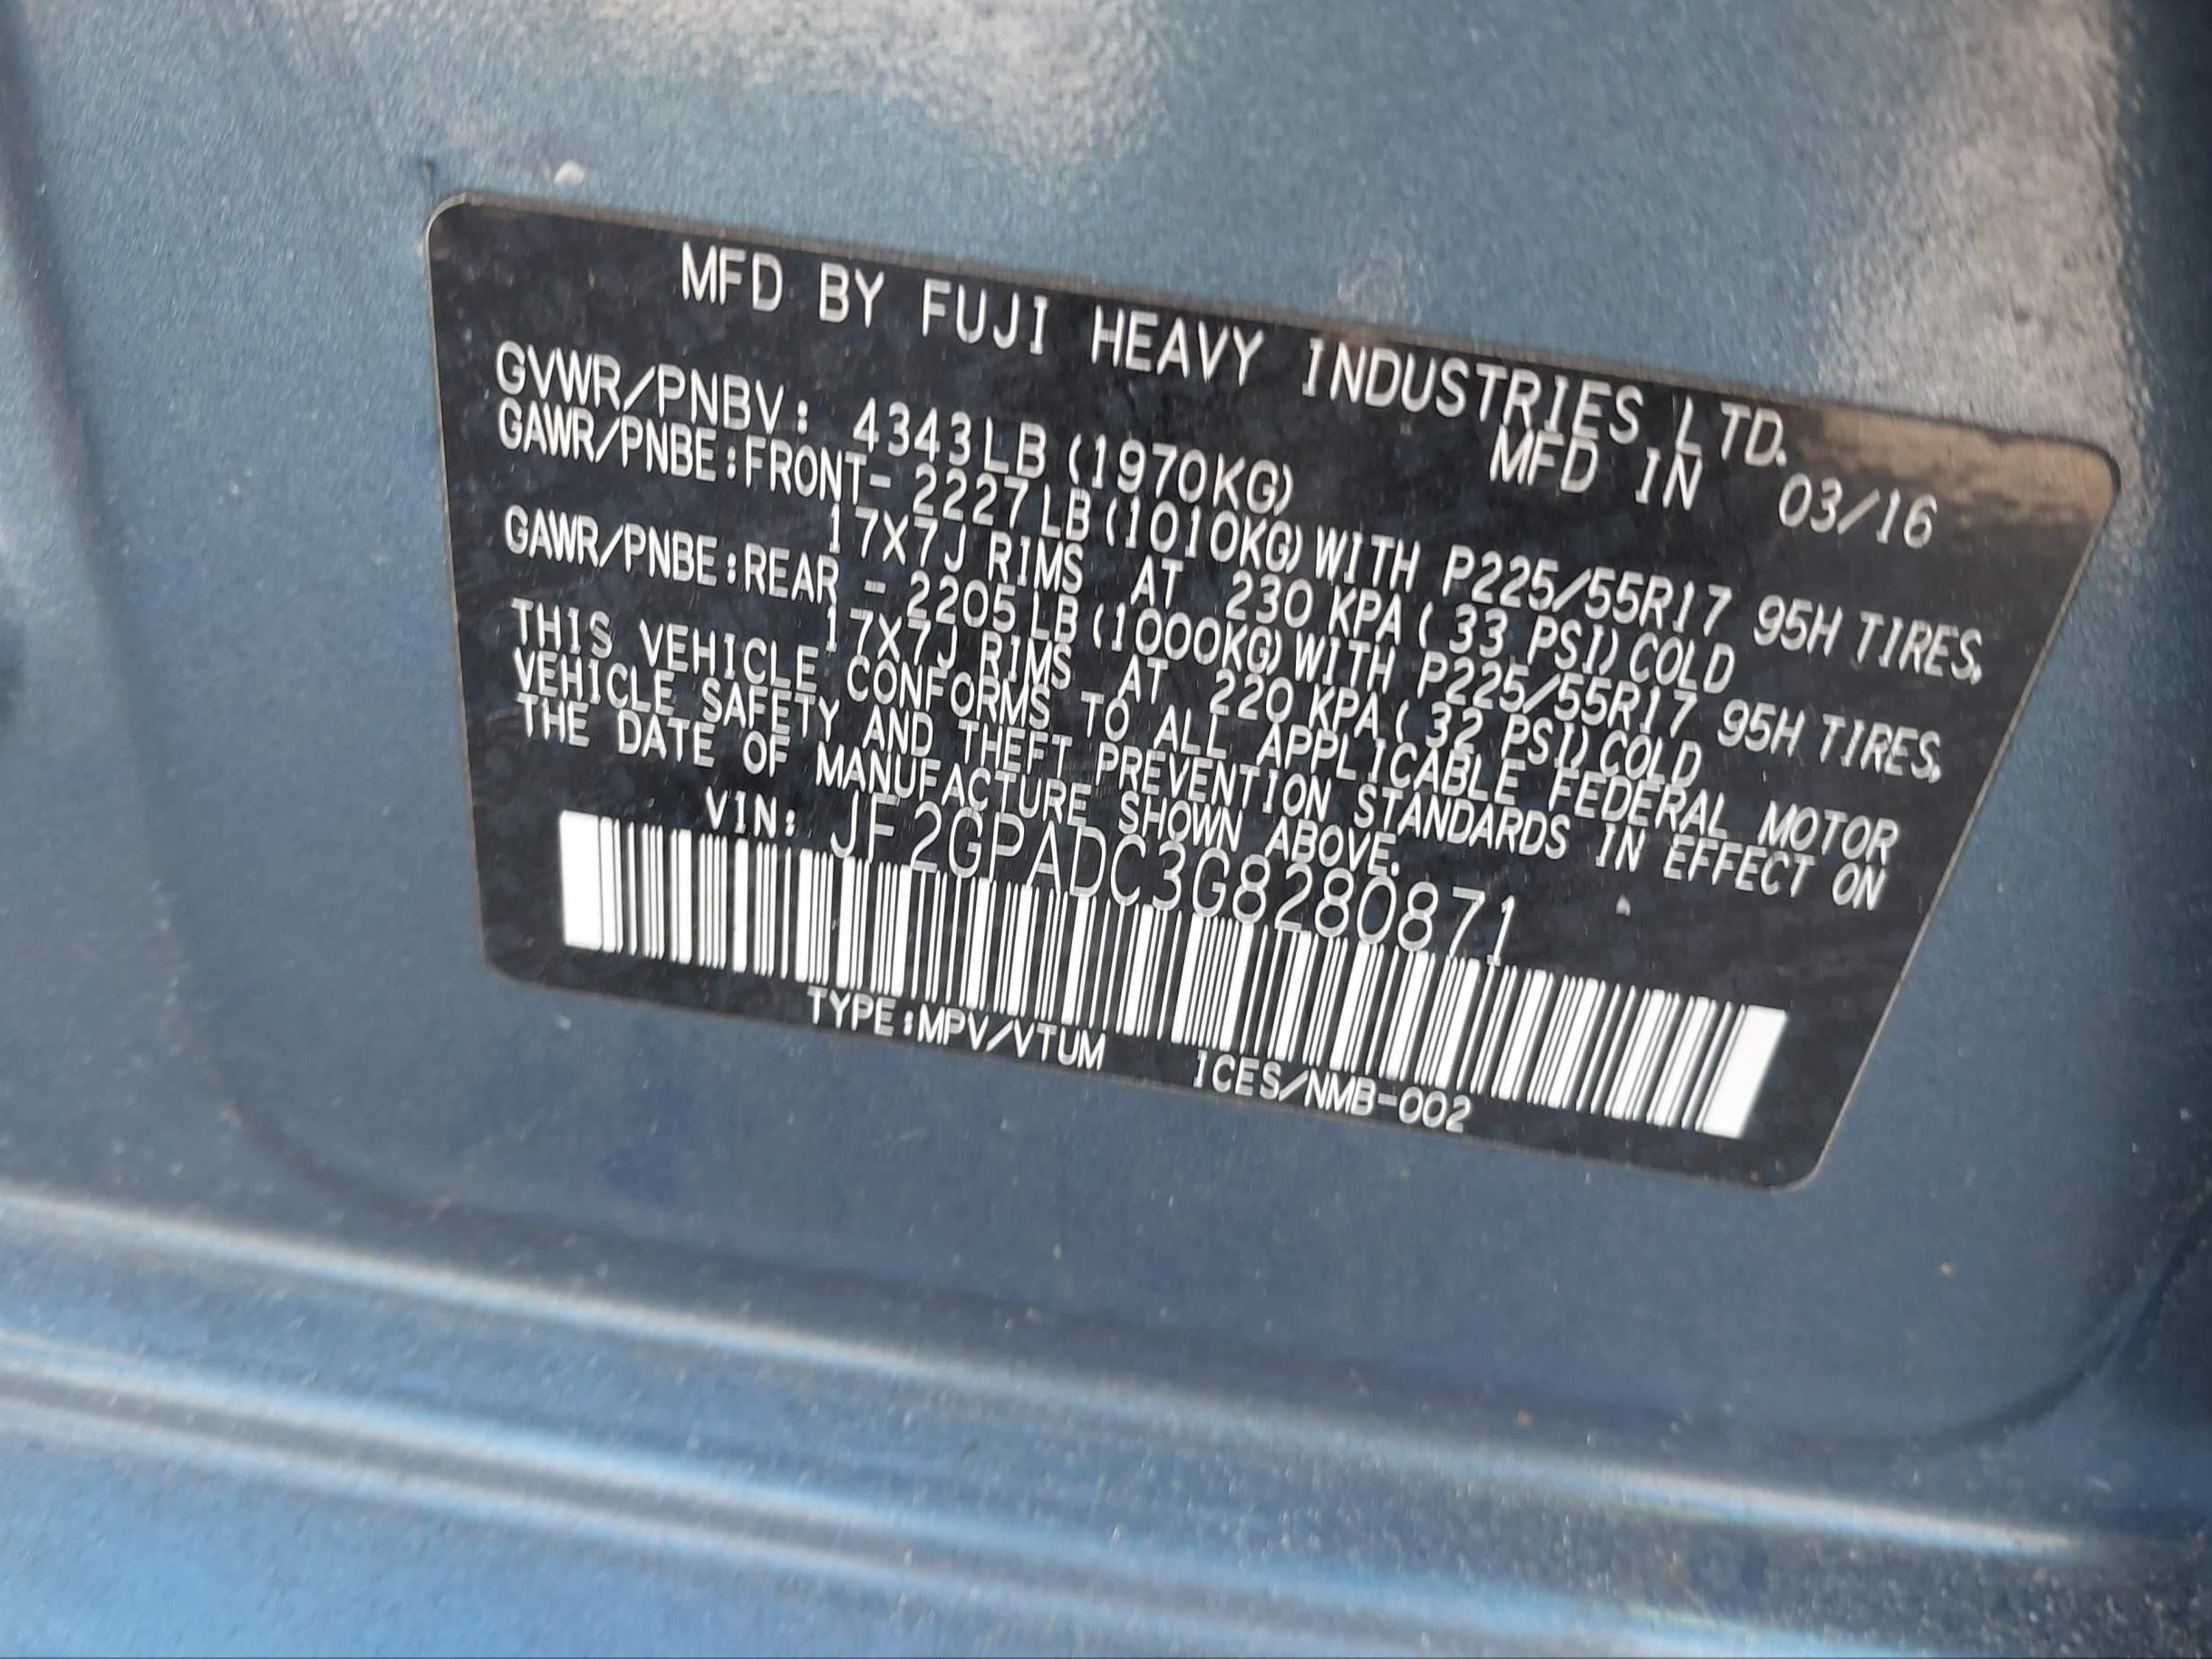 MFD BY FUJI HEAVY INDUSTRIES LTD.
MFD IN 03/16
GVWR/PNBV: 4343LB (1970KG)
GAWR/PNBE:FRONT- 2227LB(1010KG)WITH P225/55R17 95H TIRES,
17X7J RIMS AT 230 KPA( 33 PSI)COLD
GAWR/PNBE:REAR - 2205LB(1000KG)WITH P225/55R17 95H TIRES,
17X7J RIMS AT 220 KPA( 32 PSI)COLD
THIS VEHICLE CONFORMS TO ALL APPLICABLE FEDERAL MOTOR
VEHICLE SAFETY AND THEFT PREVENTION STANDARDS IN EFFECT ON
THE DATE OF MANUFACTURE SHOWN ABOVE.
VIN: JF2GPADC3G8280871
TYPE:MPV/VTUM ICES/NMB-002